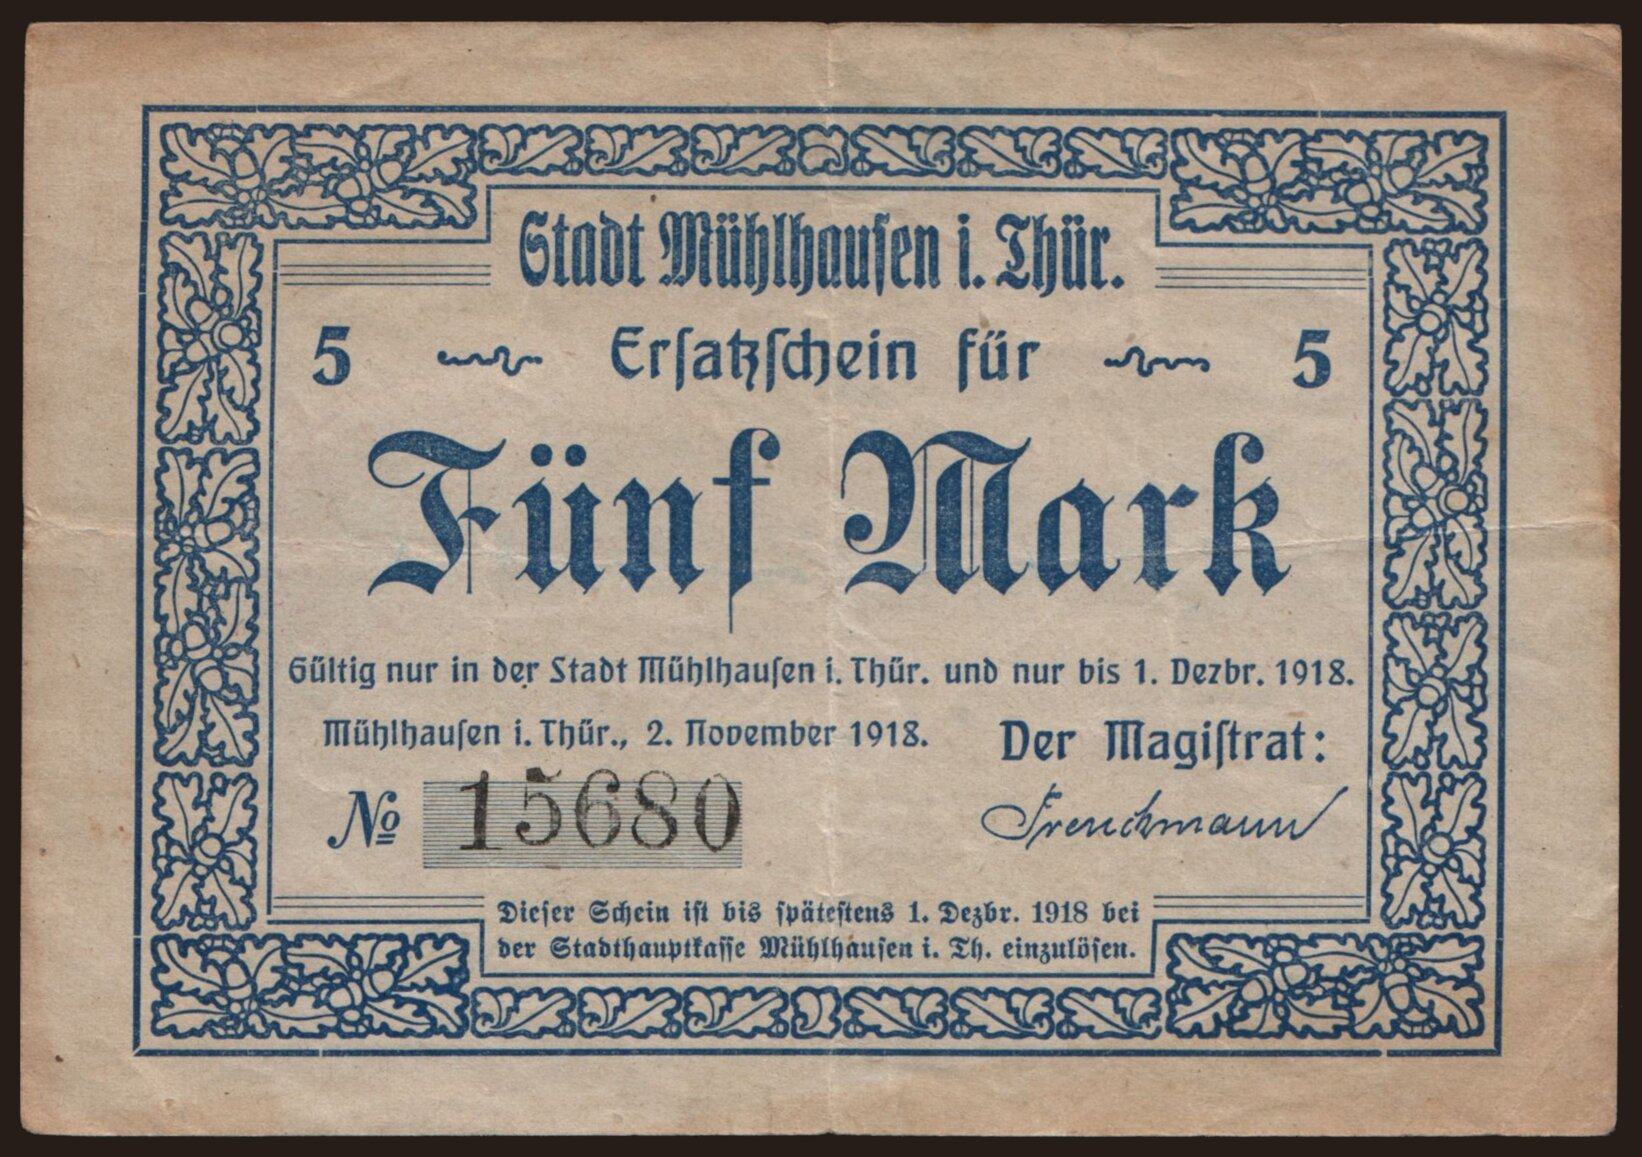 Stadt Mühlhausen i. Thür.
5 Ersatzschein für 5
Fünf Mark
Gültig nur in der Stadt Mühlhausen i. Thür. und nur bis 1. Dezbr. 1918.
Mühlhausen i. Thür., 2. November 1918.
Der Magistrat:
№ 15680
Trenckmann
Dieser Schein ist bis spätestens 1. Dezbr. 1918 bei
der Stadthauptkasse Mühlhausen i. Th. einzulösen.